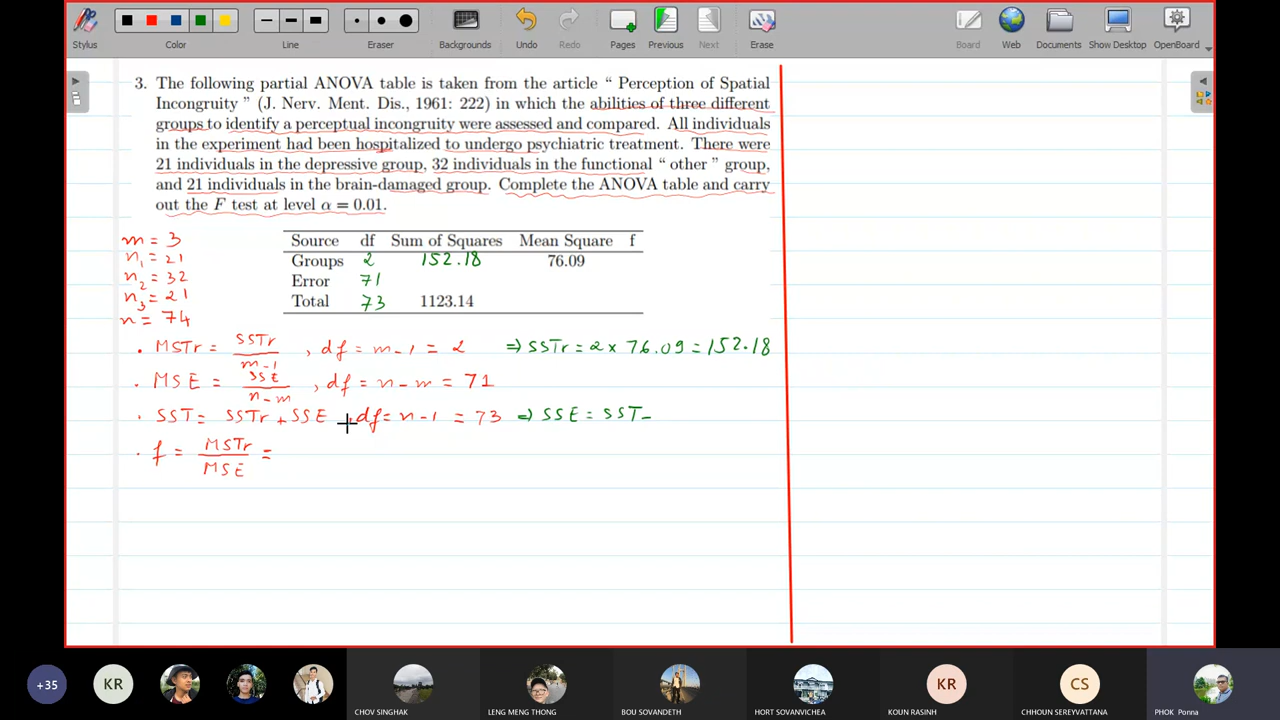 Stylus
Color
Line
Eraser
Backgrounds
Undo
Redo
Pages
Previous
Next
Erase
Board
Web
Documents
Show Desktop
OpenBoard
3. The following partial ANOVA table is taken from the article “ Perception of Spatial
Incongruity ” (J. Nerv. Ment. Dis., 1961: 222) in which the abilities of three different
groups to identify a perceptual incongruity were assessed and compared. All individuals
in the experiment had been hospitalized to undergo psychiatric treatment. There were
21 individuals in the depressive group, 32 individuals in the functional “ other ” group,
and 21 individuals in the brain-damaged group. Complete the ANOVA table and carry
out the F test at level α = 0.01.
m = 3
n₁ = 21
n₂ = 32
n₃ = 21
n = 74
Source df Sum of Squares Mean Square f
Groups 2 152.18 76.09
Error 71
Total 73 1123.14
· MSTr = SSTr / m-1 , df = m-1 = 2 ⇒ SSTr = 2 × 76.09 = 152.18
· MSE = SSE / n-m , df = n-m = 71
· SST = SSTr + SSE , df = n-1 = 73 ⇒ SSE = SST-
· f = MSTr / MSE =
+35
KR
CHOV SINGHAK
LENG MENG THONG
BOU SOVANDETH
HORT SOVANVICHEA
KR
KOUN RASINH
CS
CHHOUN SEREYVATTANA
PHOK Ponna